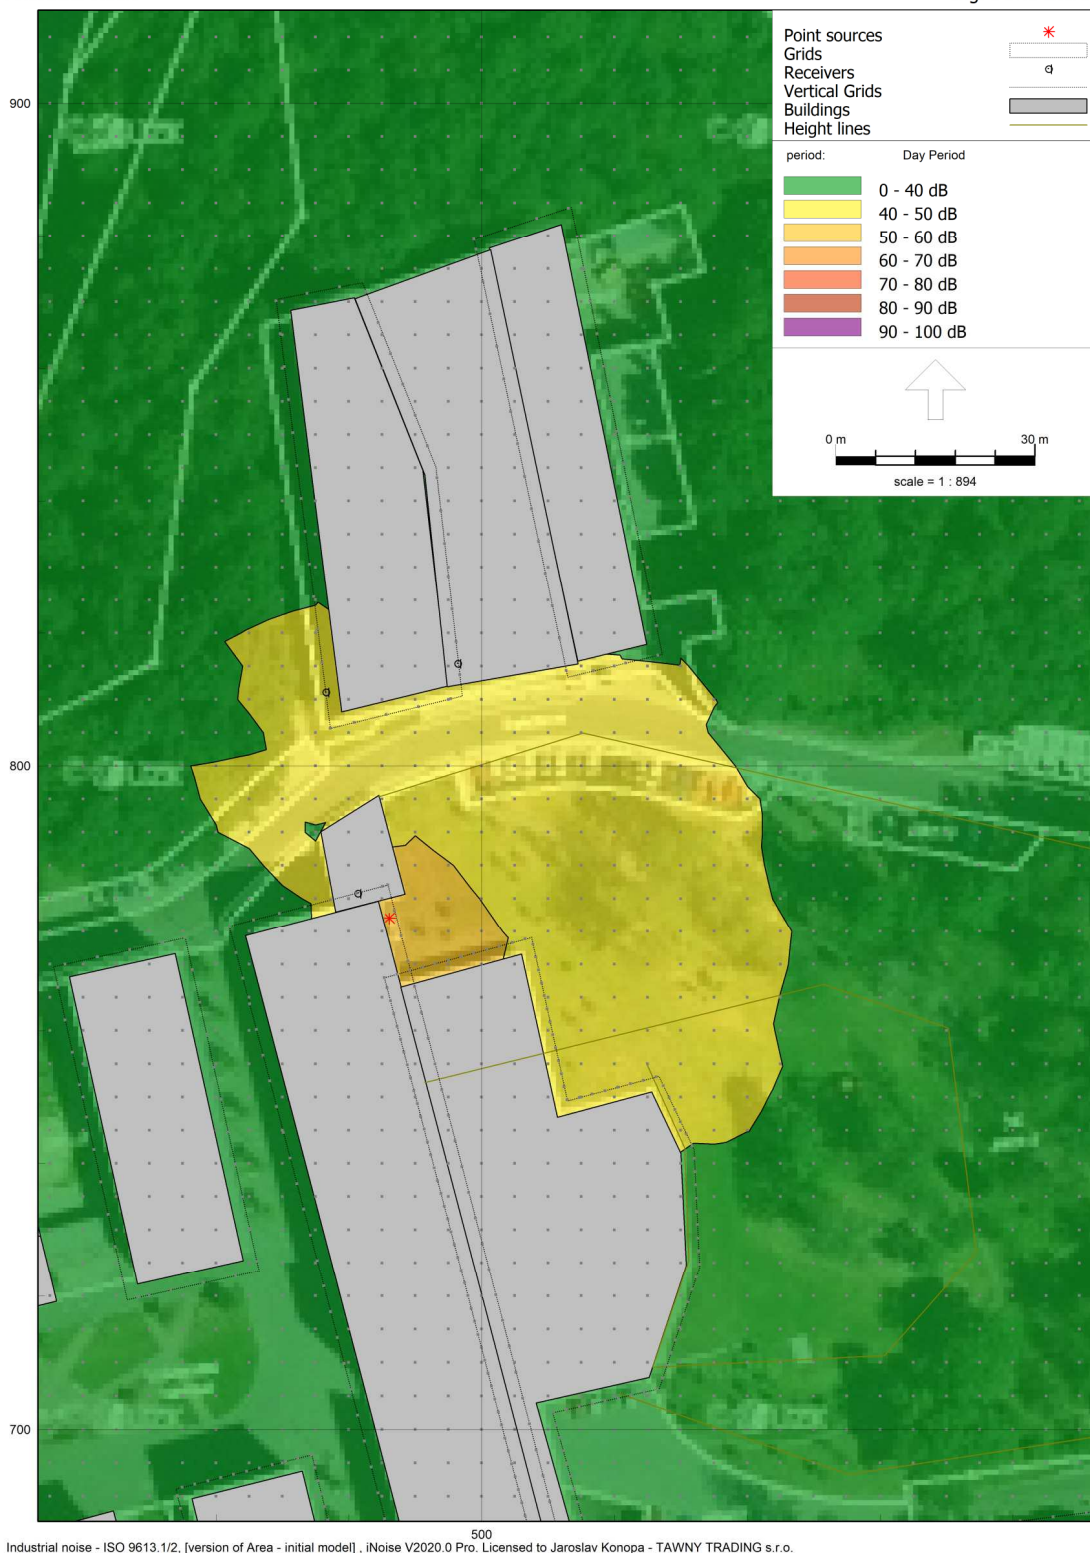 Point sources
Grids
Receivers
Vertical Grids
Buildings
Height lines
period: Day Period
0 - 40 dB
40 - 50 dB
50 - 60 dB
60 - 70 dB
70 - 80 dB
80 - 90 dB
90 - 100 dB
0 m 30 m
scale = 1 : 894
900
800
700
500
Industrial noise - ISO 9613.1/2, [version of Area - initial model] , iNoise V2020.0 Pro. Licensed to Jaroslav Konopa - TAWNY TRADING s.r.o.